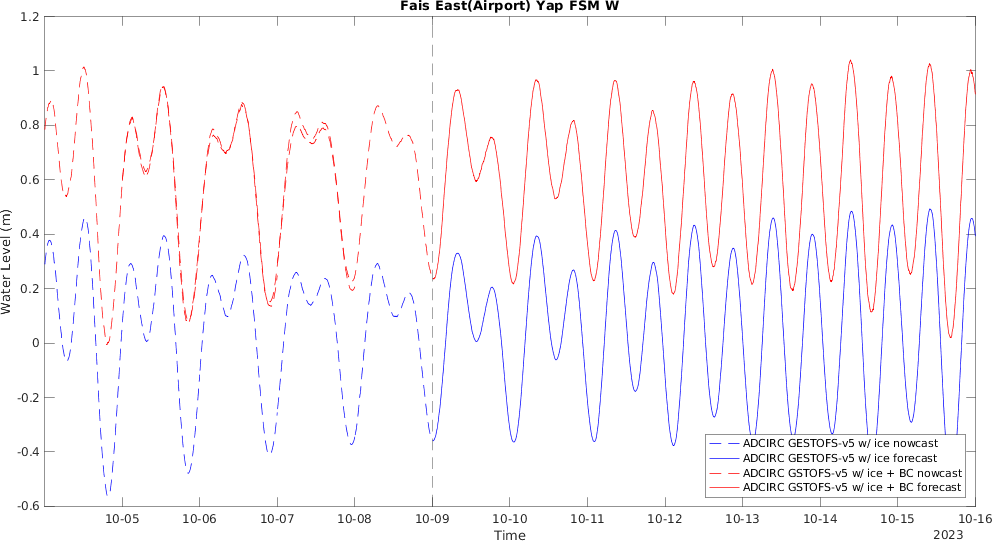 Fais East(Airport) Yap FSM W
1.2
1
0.8
0.6
0.4
0.2
0
-0.2
-0.4
-0.6
Water Level (m)
ADCIRC GESTOFS-v5 w/ ice nowcast
ADCIRC GESTOFS-v5 w/ ice forecast
ADCIRC GSTOFS-v5 w/ ice + BC nowcast
ADCIRC GSTOFS-v5 w/ ice + BC forecast
10-05 10-06 10-07 10-08 10-09 10-10 10-11 10-12 10-13 10-14 10-15 10-16
Time
2023